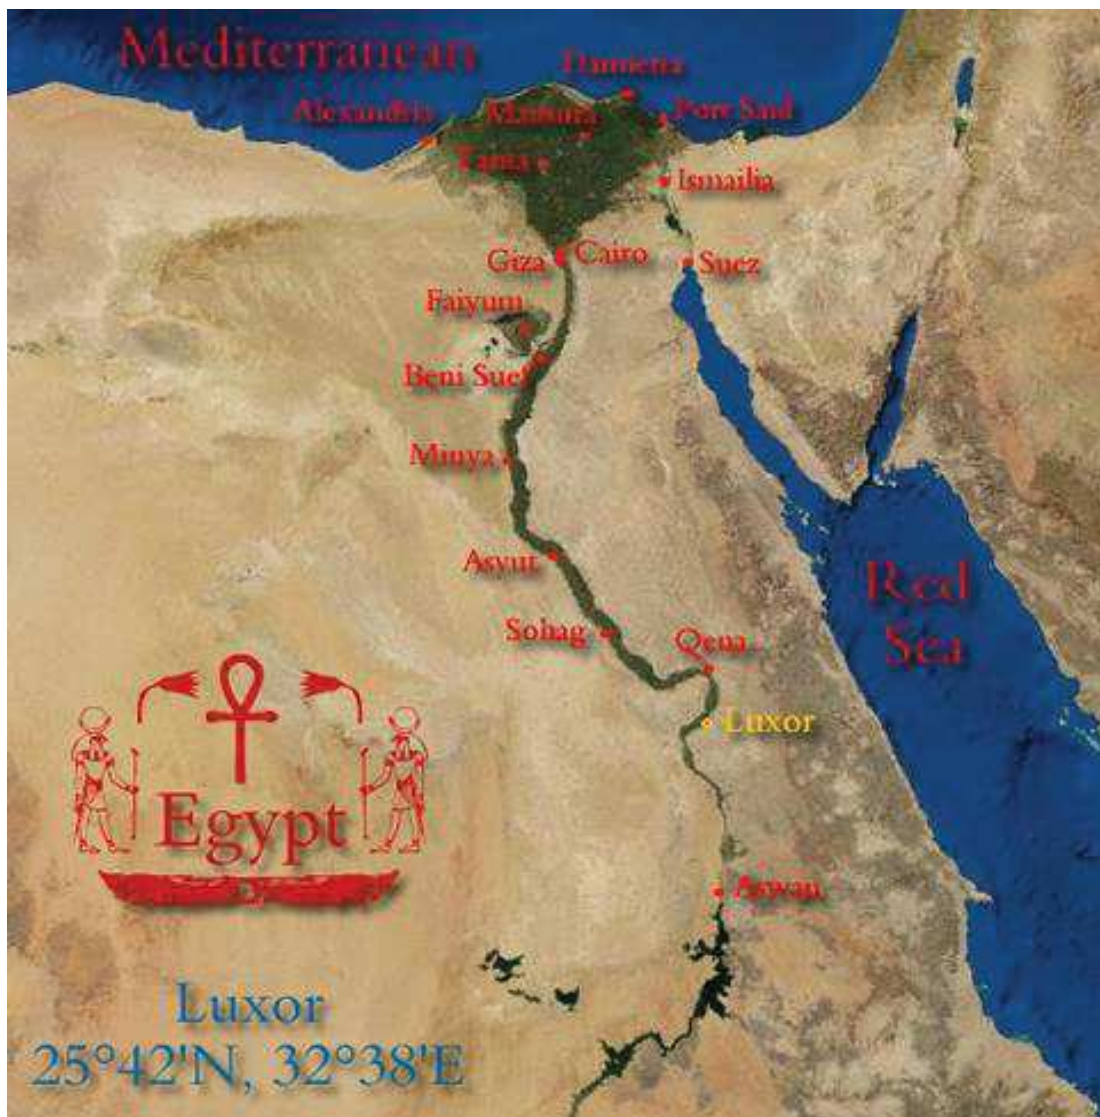 Mediterranean
Damietta
Alexandria
Mansura
Port Said
Tanta
Ismailia
Giza
Cairo
Suez
Faiyum
Beni Suef
Minya
Asyut
Red
Sea
Sohag
Qena
Luxor
Egypt
Aswan
Luxor
25°42'N, 32°38'E